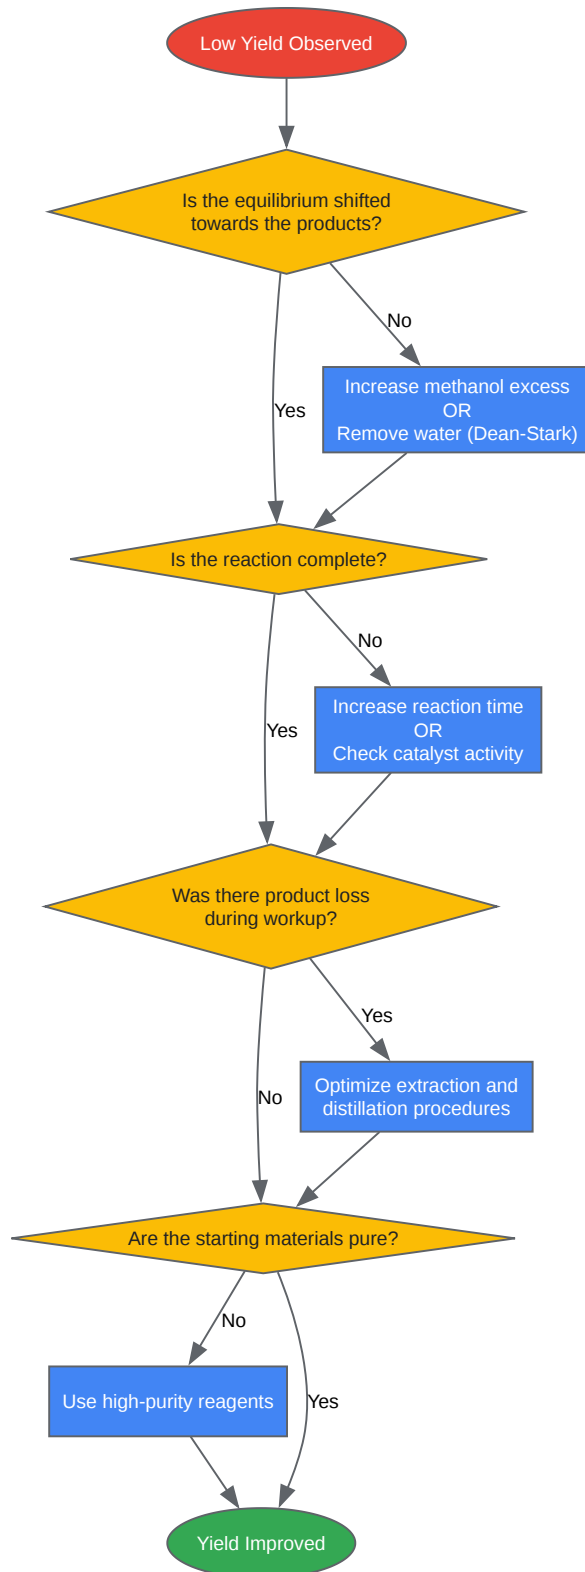 Low Yield Observed
Is the equilibrium shifted
towards the products?
No
Increase methanol excess
OR
Remove water (Dean-Stark)
Yes
Is the reaction complete?
No
Increase reaction time
OR
Check catalyst activity
Yes
Was there product loss
during workup?
Yes
Optimize extraction and
distillation procedures
No
Are the starting materials pure?
No
Use high-purity reagents
Yes
Yield Improved